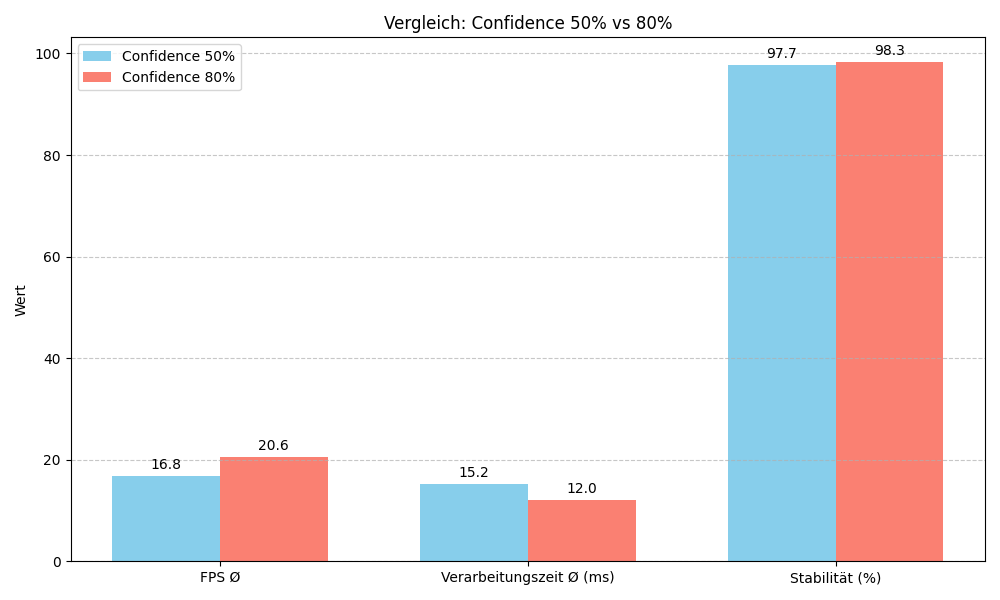 Vergleich: Confidence 50% vs 80%
Confidence 50%
Confidence 80%
Wert
100
80
60
40
20
0
16.8
20.6
15.2
12.0
97.7
98.3
FPS Ø
Verarbeitungszeit Ø (ms)
Stabilität (%)